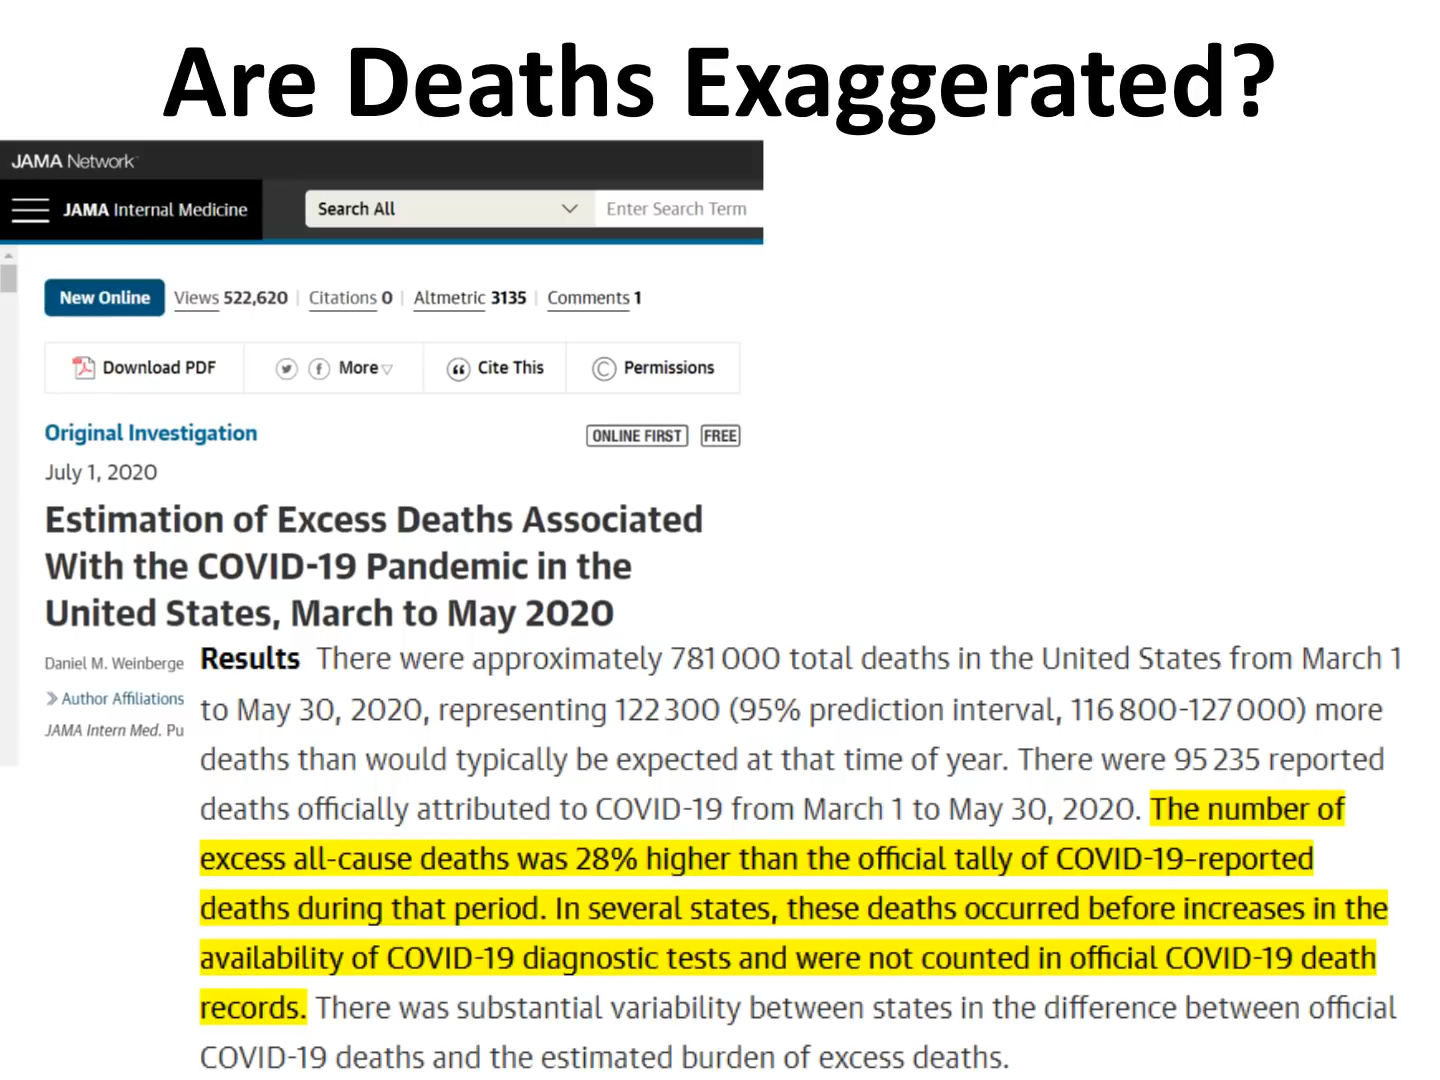 Are Deaths Exaggerated?
JAMA Network
JAMA Internal Medicine
Search All
Enter Search Term
New Online Views 522,620 | Citations 0 | Altmetric 3135 | Comments 1
Download PDF
More
Cite This
Permissions
Original Investigation
ONLINE FIRST FREE
July 1, 2020
Estimation of Excess Deaths Associated
With the COVID-19 Pandemic in the
United States, March to May 2020
Daniel M. Weinberge
Author Affiliations
JAMA Intern Med. Pu
Results There were approximately 781 000 total deaths in the United States from March 1
to May 30, 2020, representing 122 300 (95% prediction interval, 116 800-127 000) more
deaths than would typically be expected at that time of year. There were 95 235 reported
deaths officially attributed to COVID-19 from March 1 to May 30, 2020. The number of
excess all-cause deaths was 28% higher than the official tally of COVID-19–reported
deaths during that period. In several states, these deaths occurred before increases in the
availability of COVID-19 diagnostic tests and were not counted in official COVID-19 death
records. There was substantial variability between states in the difference between official
COVID-19 deaths and the estimated burden of excess deaths.